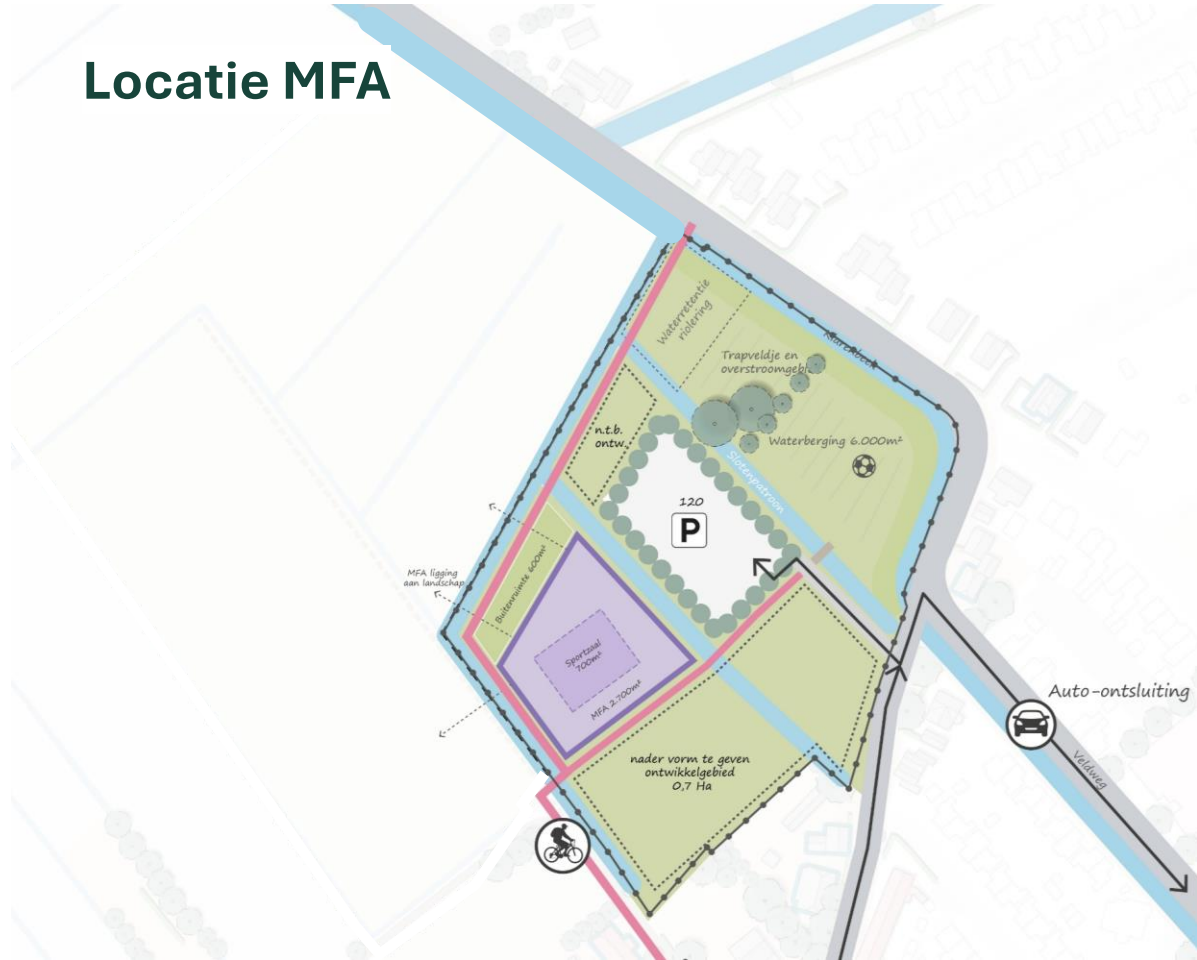 Locatie MFA
Waterretentie
riolering
Trapveldje en
overstroomgebi
n.t.b.
ontw.
Waterberging 6.000m²
Slotenpatroon
120
P
MFA ligging
aan landschap
Buitenruimte 600m²
Sportzaal
700m²
MFA 2.700m²
Auto-ontsluiting
Veldweg
nader vorm te geven
ontwikkelgebied
0,7 Ha